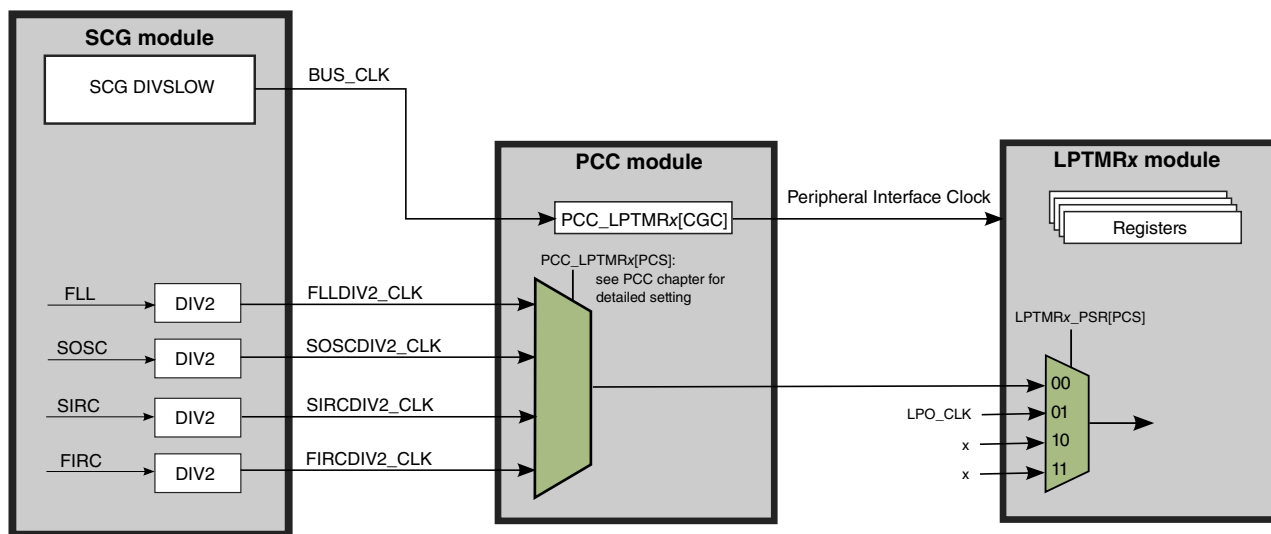 SCG module
SCG DIVSLOW
BUS_CLK
PCC module
PCC_LPTMRx[CGC]
Peripheral Interface Clock
LPTMRx module
Registers
PCC_LPTMRx[PCS]:
see PCC chapter for
detailed setting
FLL
DIV2
FLLDIV2_CLK
SOSC
DIV2
SOSCDIV2_CLK
SIRC
DIV2
SIRCDIV2_CLK
FIRC
DIV2
FIRCDIV2_CLK
LPTMRx_PSR[PCS]
00
LPO_CLK
01
x
10
x
11